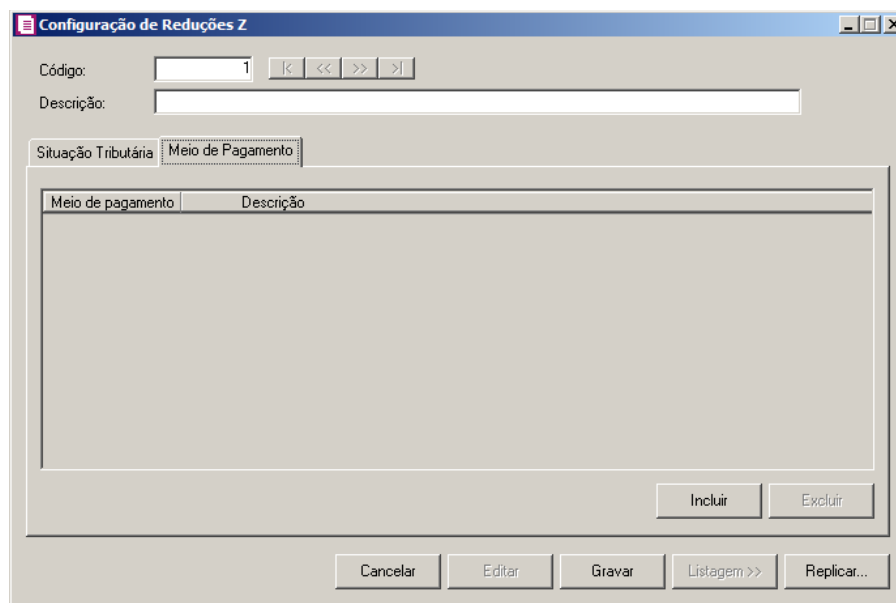 Configuração de Reduções Z
Código: 1 |< << >> >|
Descrição:
Situação Tributária Meio de Pagamento
Meio de pagamento Descrição
Incluir Excluir
Cancelar Editar Gravar Listagem >> Replicar...